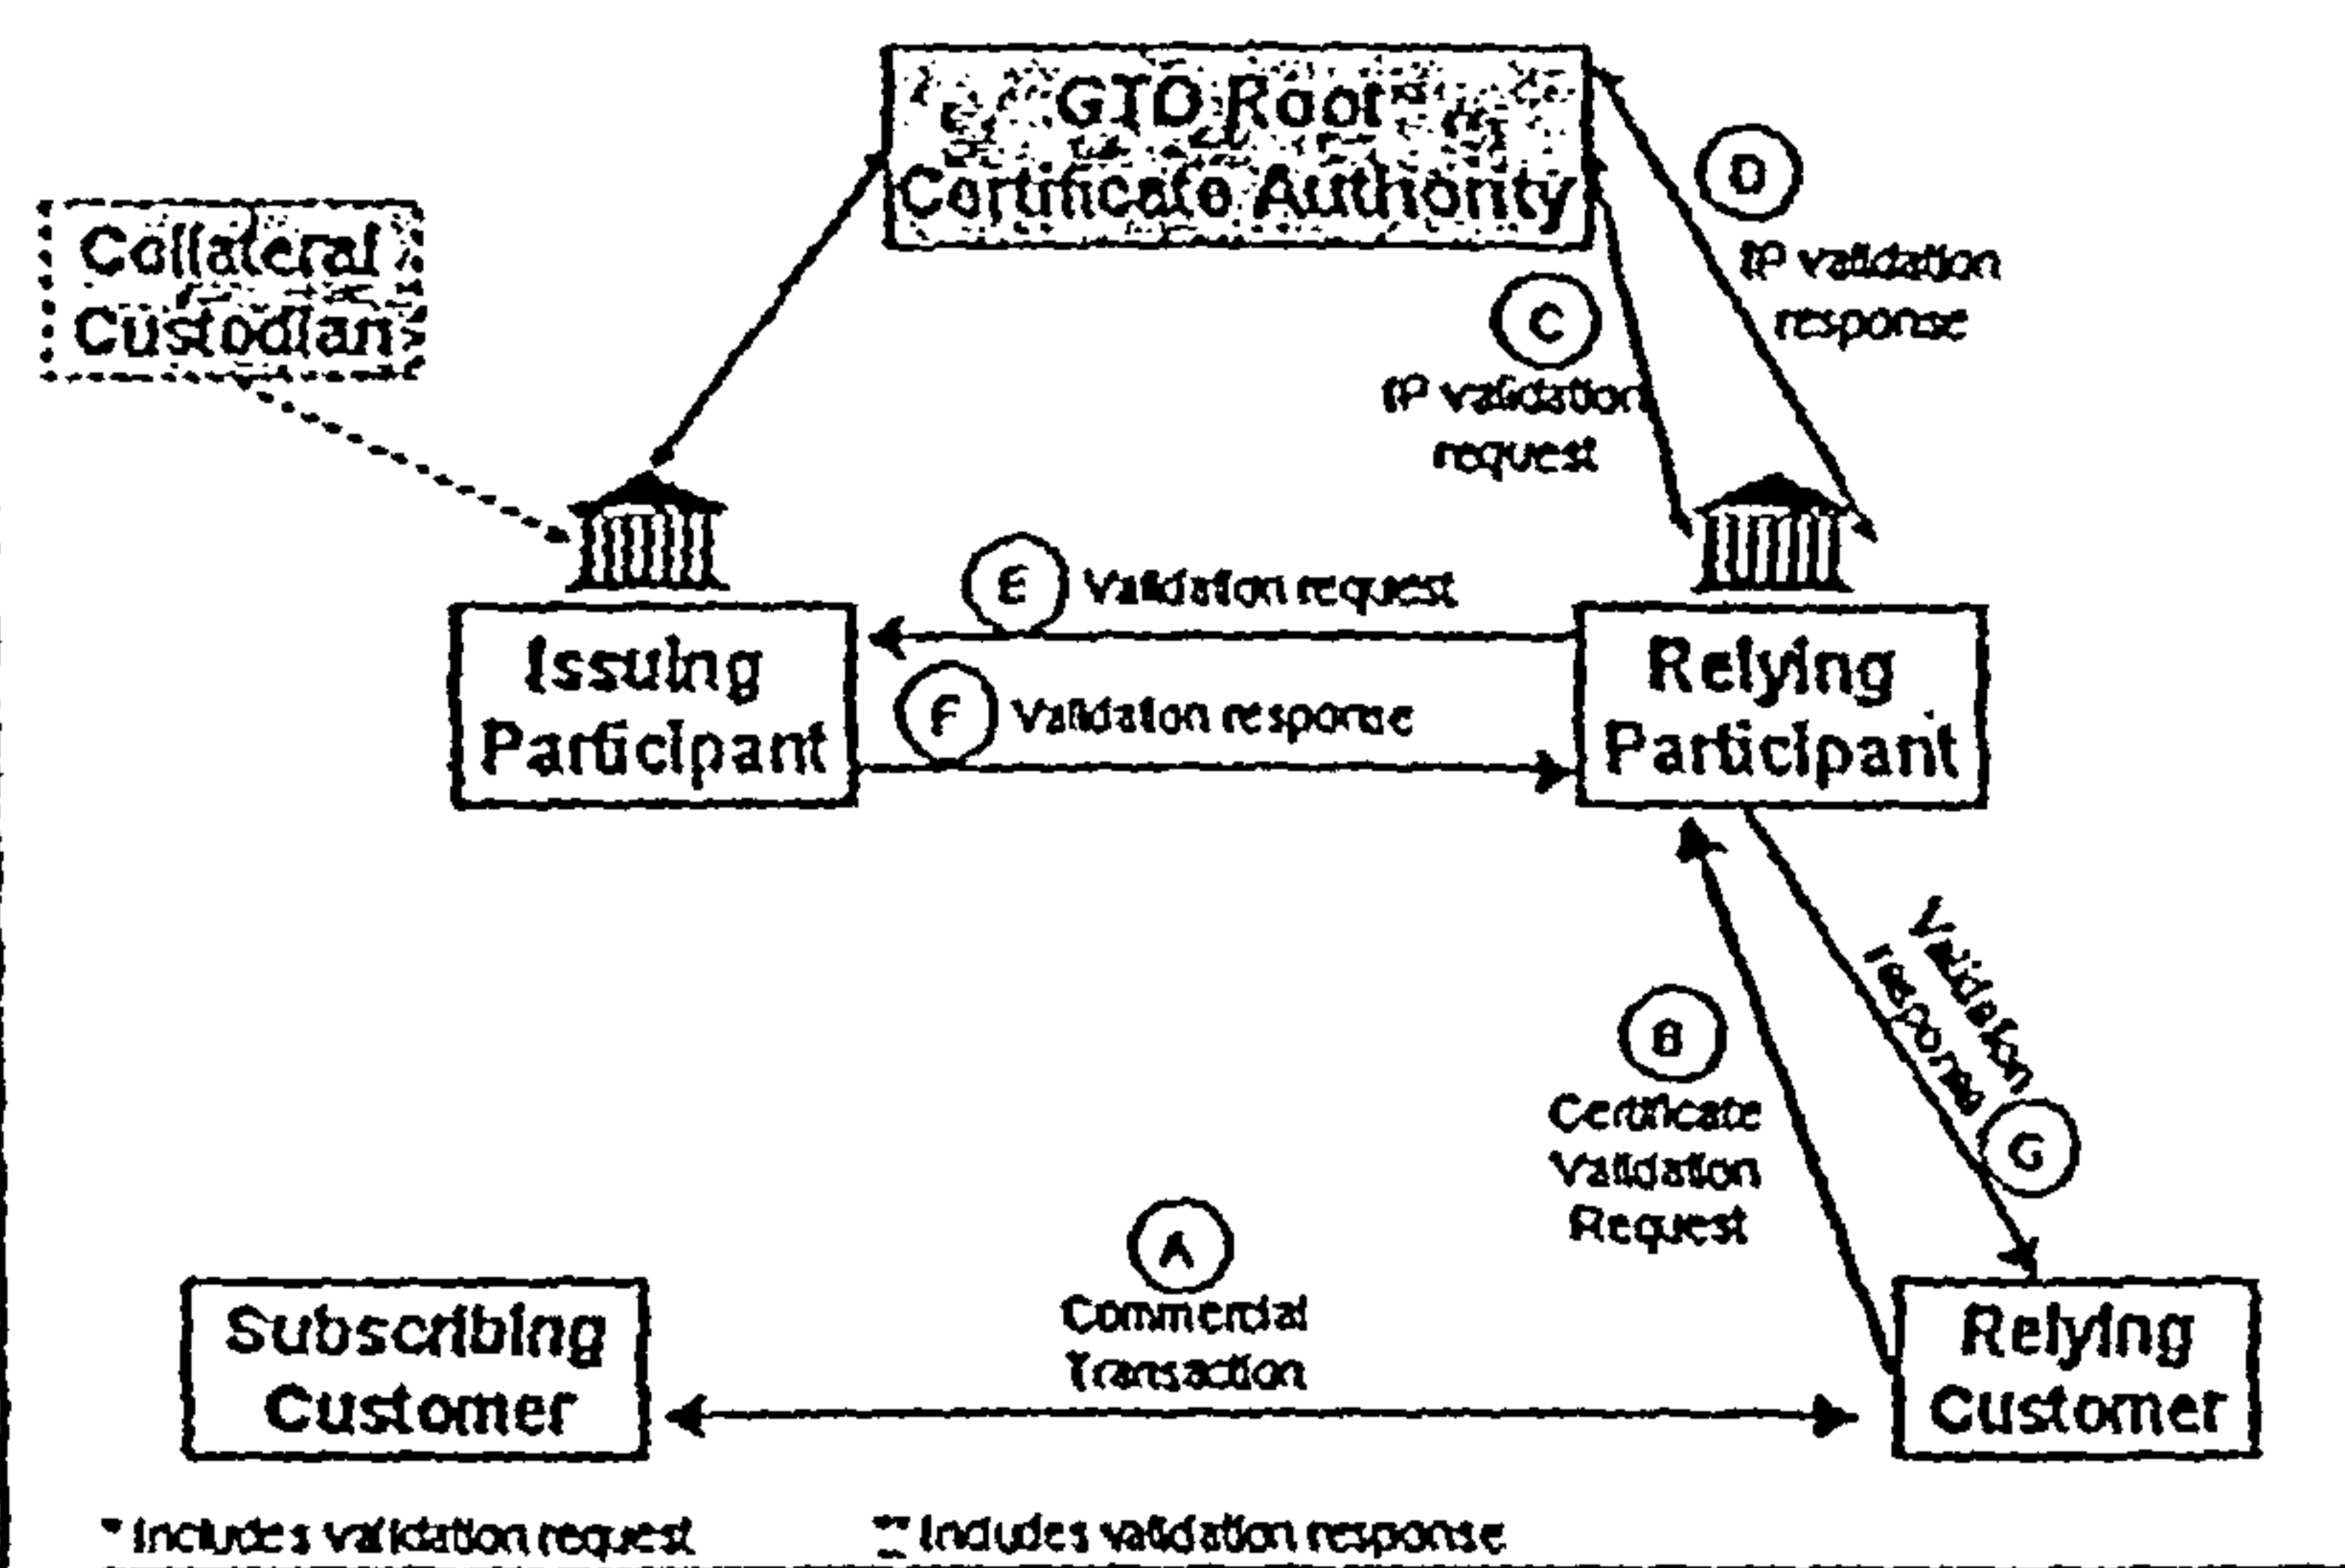 GTO Root
Certificate Authority
Collateral
Custodian
D
IP validation
response
C
IP validation
request
E Validation request
F Validation response
Issuing
Participant
Relying
Participant
Validation
response
G
B
Certificate
Validation
Request
A
Commercial
Transaction
Subscribing
Customer
Relying
Customer
* Includes validation request
** Includes validation response